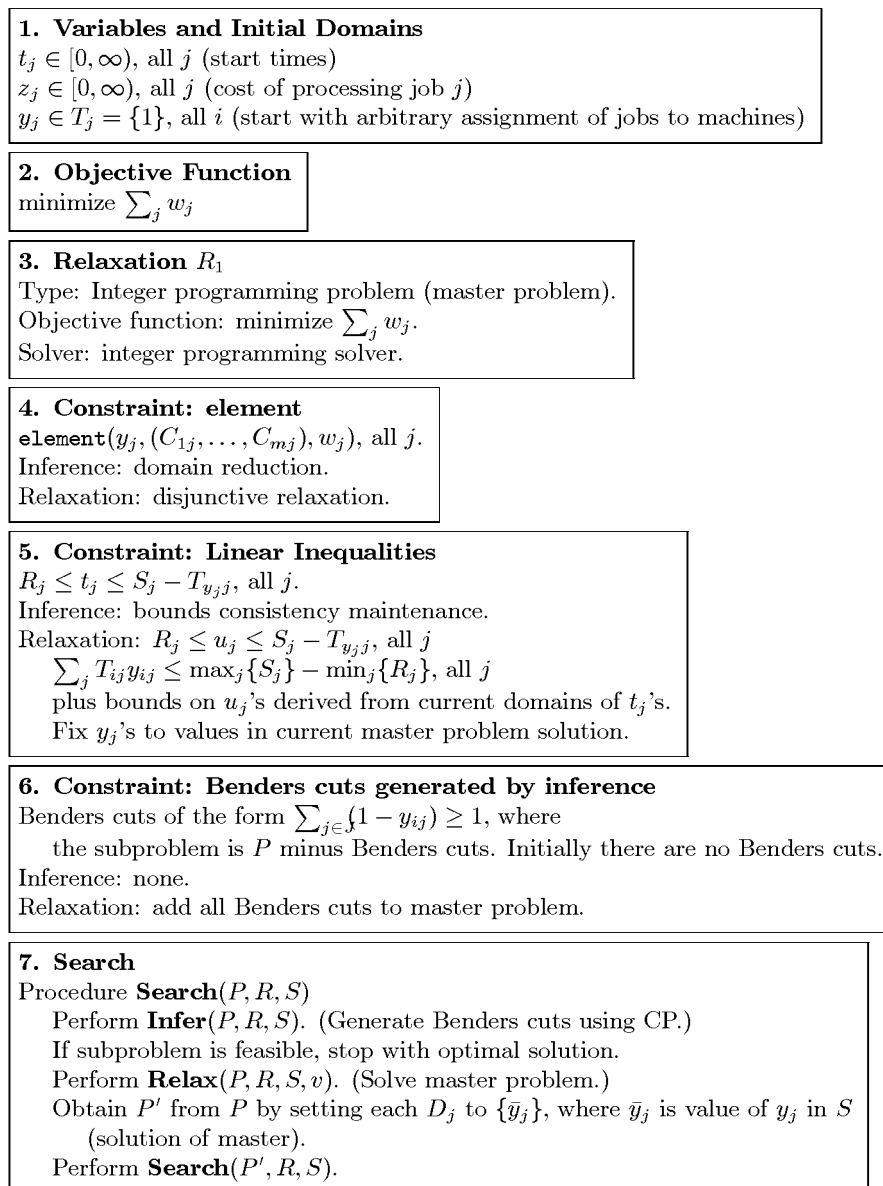 1. Variables and Initial Domains
t_j ∈ [0, ∞), all j (start times)
z_j ∈ [0, ∞), all j (cost of processing job j)
y_j ∈ T_j = {1}, all i (start with arbitrary assignment of jobs to machines)
2. Objective Function
minimize ∑_j w_j
3. Relaxation R_1
Type: Integer programming problem (master problem).
Objective function: minimize ∑_j w_j.
Solver: integer programming solver.
4. Constraint: element
element(y_j, (C_{1j}, . . . , C_{mj}), w_j), all j.
Inference: domain reduction.
Relaxation: disjunctive relaxation.
5. Constraint: Linear Inequalities
R_j ≤ t_j ≤ S_j − T_{y_j j}, all j.
Inference: bounds consistency maintenance.
Relaxation: R_j ≤ u_j ≤ S_j − T_{y_j j}, all j
∑_j T_{ij} y_{ij} ≤ max_j{S_j} − min_j{R_j}, all j
plus bounds on u_j's derived from current domains of t_j's.
Fix y_j's to values in current master problem solution.
6. Constraint: Benders cuts generated by inference
Benders cuts of the form ∑_{j∈J}(1 − y_{ij}) ≥ 1, where
the subproblem is P minus Benders cuts. Initially there are no Benders cuts.
Inference: none.
Relaxation: add all Benders cuts to master problem.
7. Search
Procedure Search(P, R, S)
Perform Infer(P, R, S). (Generate Benders cuts using CP.)
If subproblem is feasible, stop with optimal solution.
Perform Relax(P, R, S, v). (Solve master problem.)
Obtain P′ from P by setting each D_j to {ȳ_j}, where ȳ_j is value of y_j in S
(solution of master).
Perform Search(P′, R, S).